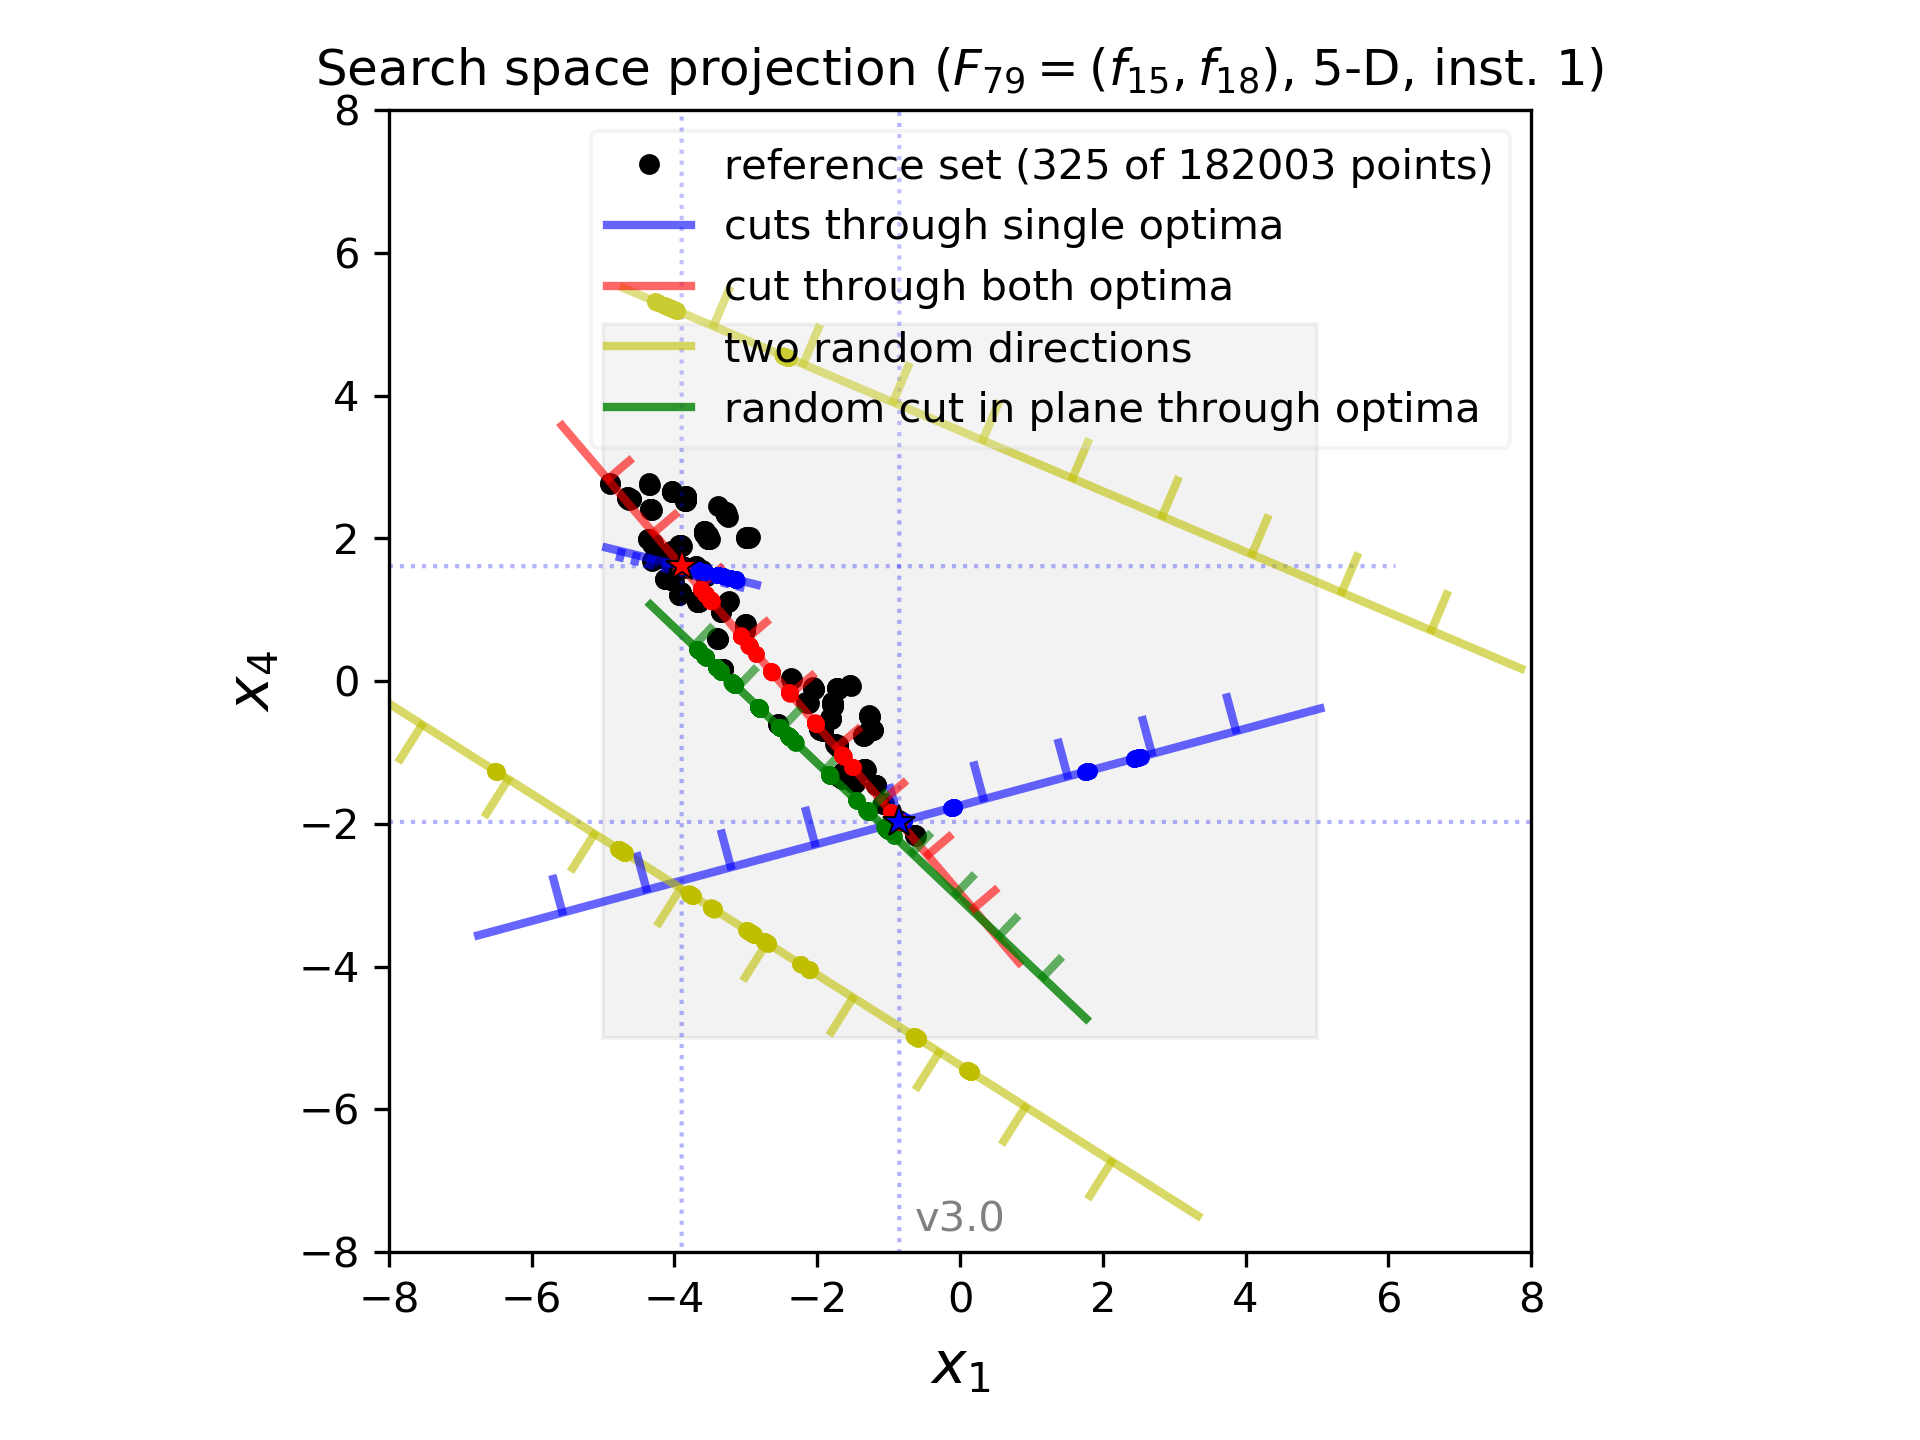 Search space projection (F79 = (f15, f18), 5-D, inst. 1)
8
6
4
2
0
−2
−4
−6
−8
x4
reference set (325 of 182003 points)
cuts through single optima
cut through both optima
two random directions
random cut in plane through optima
v3.0
−8 −6 −4 −2 0 2 4 6 8
x1